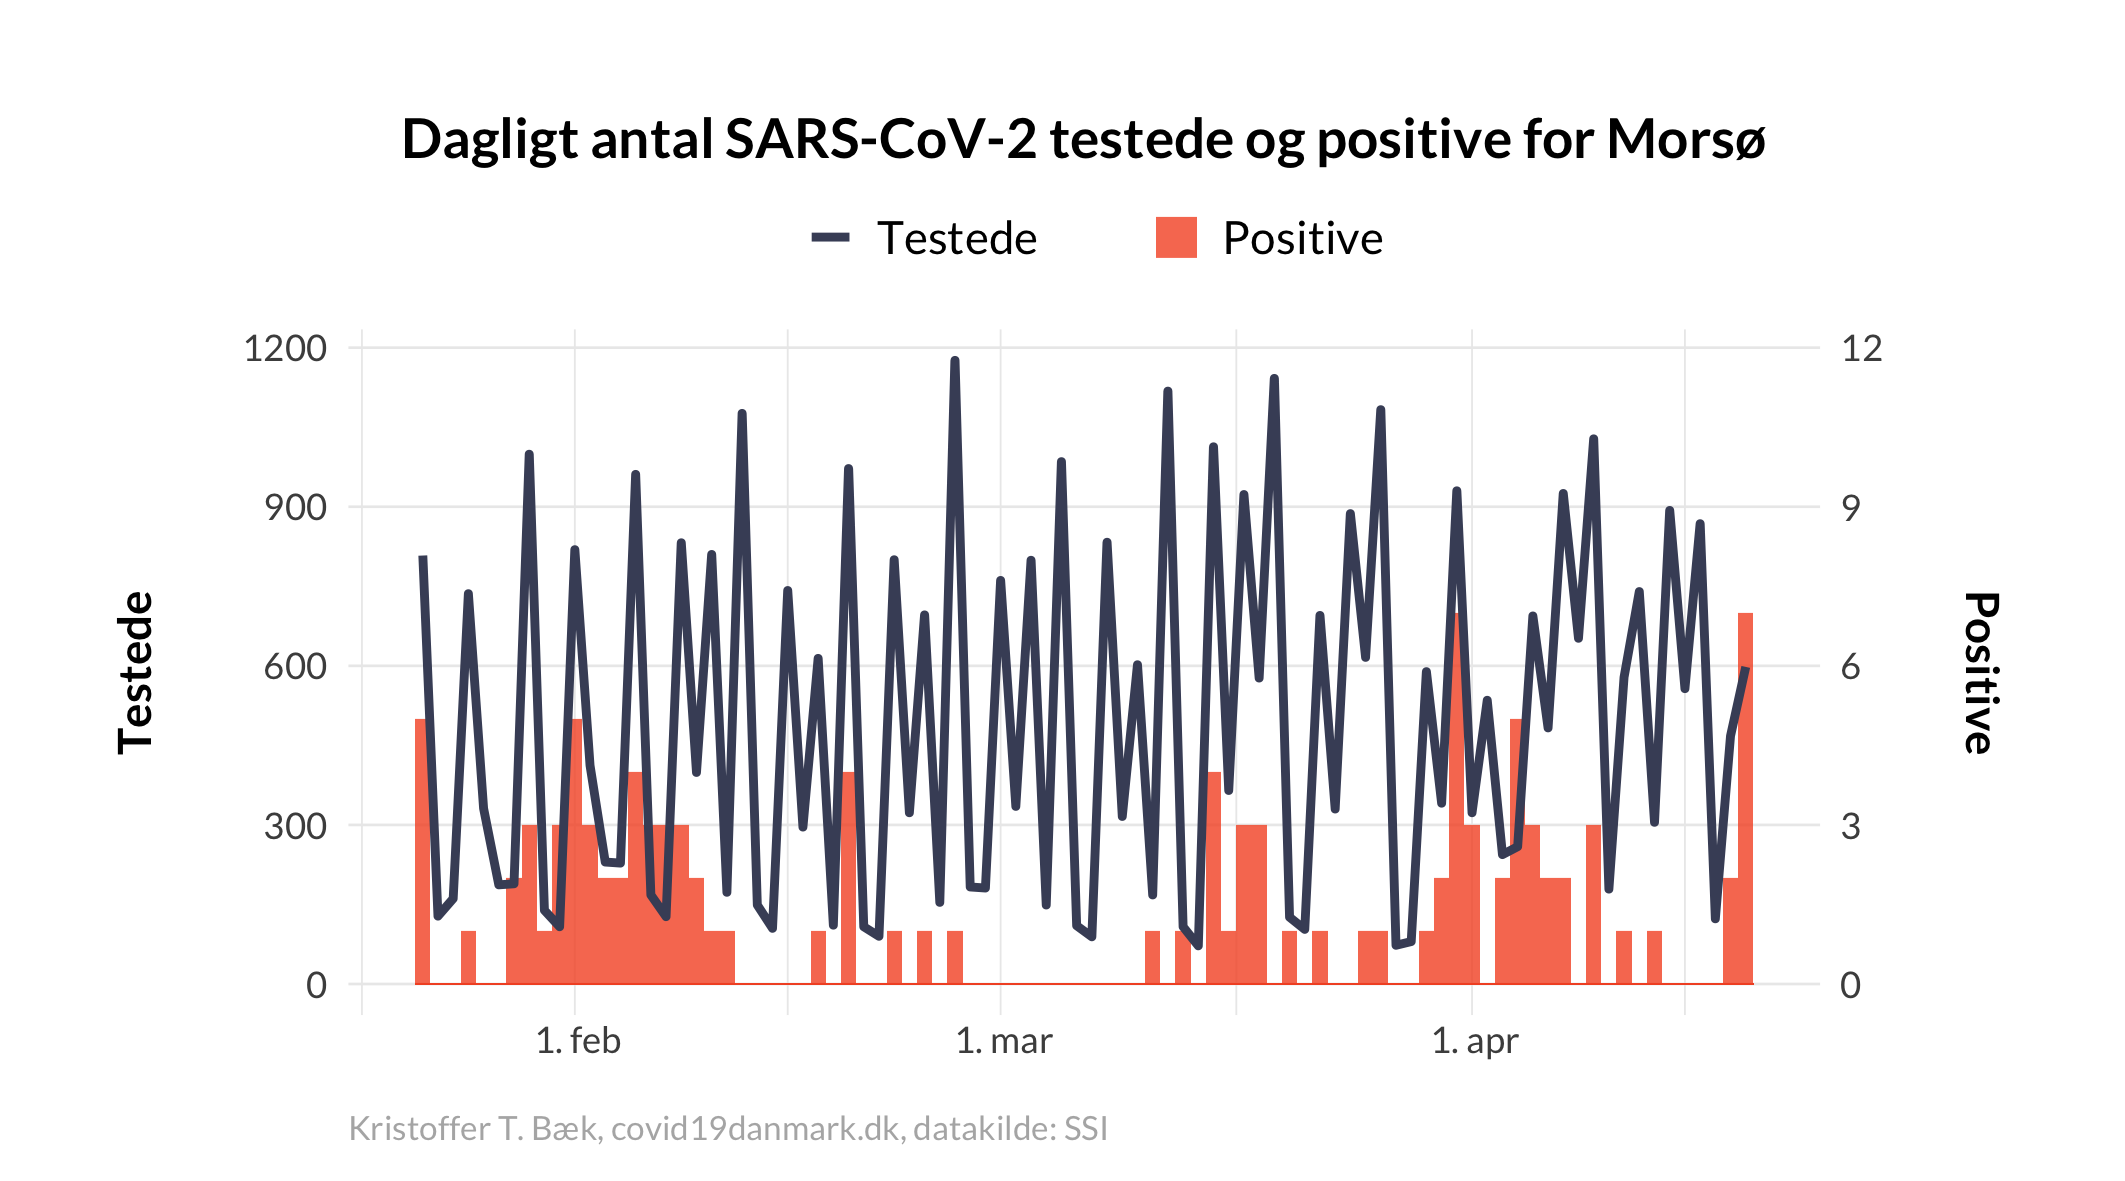 Dagligt antal SARS-CoV-2 testede og positive for Morsø
Testede
Positive
1200
900
600
300
0
12
9
6
3
0
Testede
Positive
1. feb
1. mar
1. apr
Kristoffer T. Bæk, covid19danmark.dk, datakilde: SSI